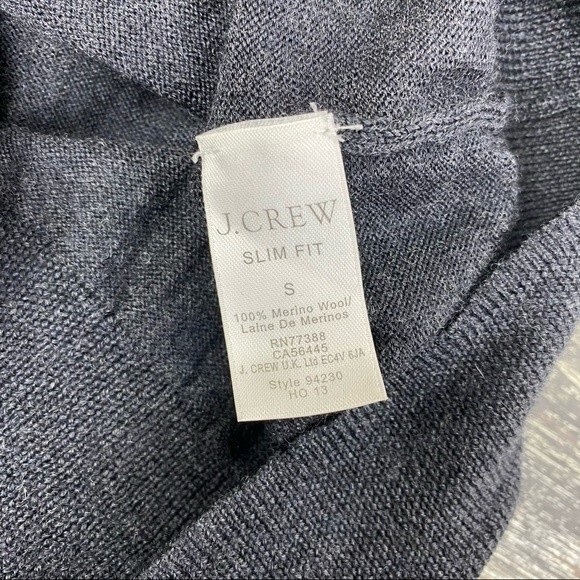 J.CREW
SLIM FIT
S
100% Merino Wool/
Laine De Merinos
RN77388
CA56445
J. CREW U.K. Ltd EC4V 6JA
Style 94230
HO 13